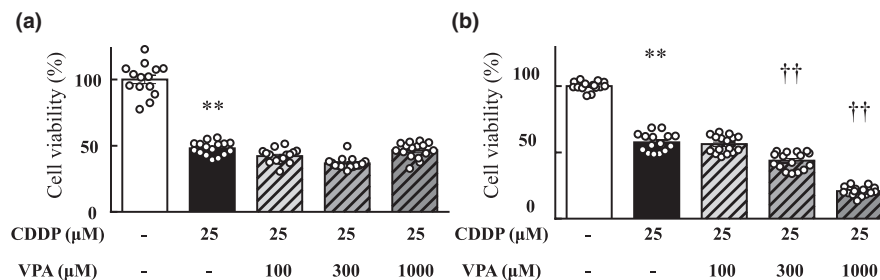 (a)
Cell viability (%)
100
50
0
**
CDDP (μM) - 25 25 25 25
VPA (μM) - - 100 300 1000
(b)
Cell viability (%)
100
50
0
**
††
††
CDDP (μM) - 25 25 25 25
VPA (μM) - - 100 300 1000